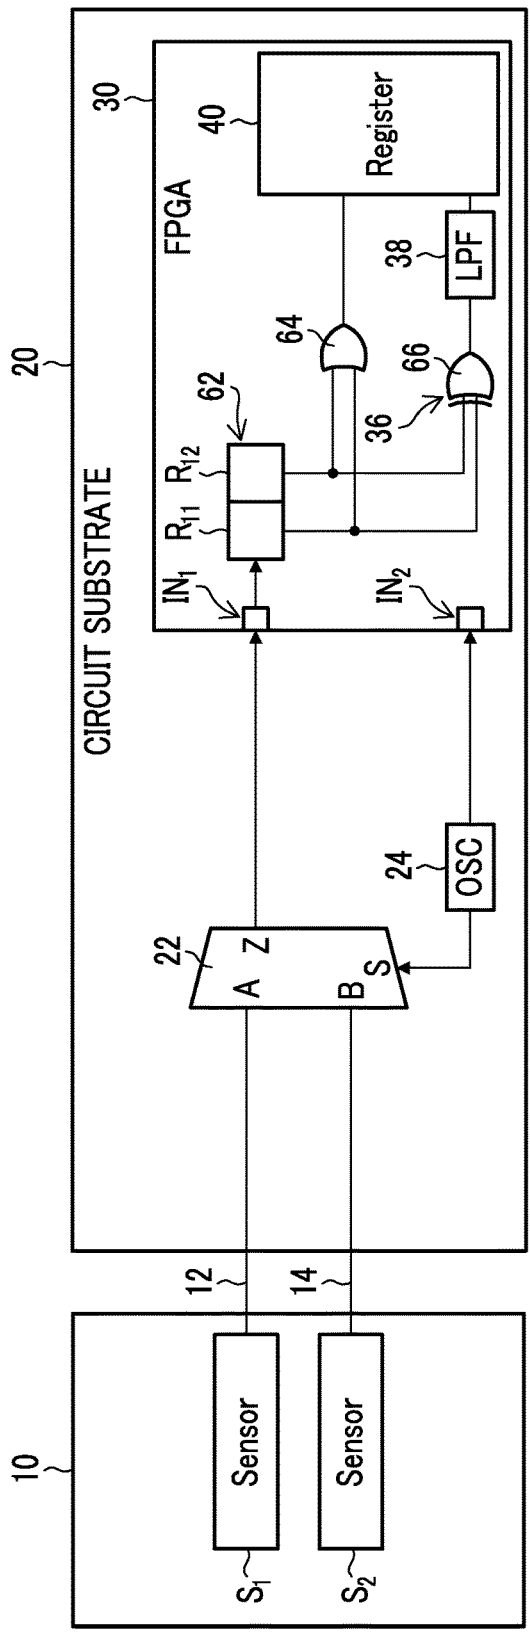 10
S1
Sensor
S2
Sensor
12
14
20
CIRCUIT SUBSTRATE
22
A
B
Z
S
24
OSC
30
FPGA
IN1
IN2
R11
R12
62
64
36
66
38
LPF
40
Register